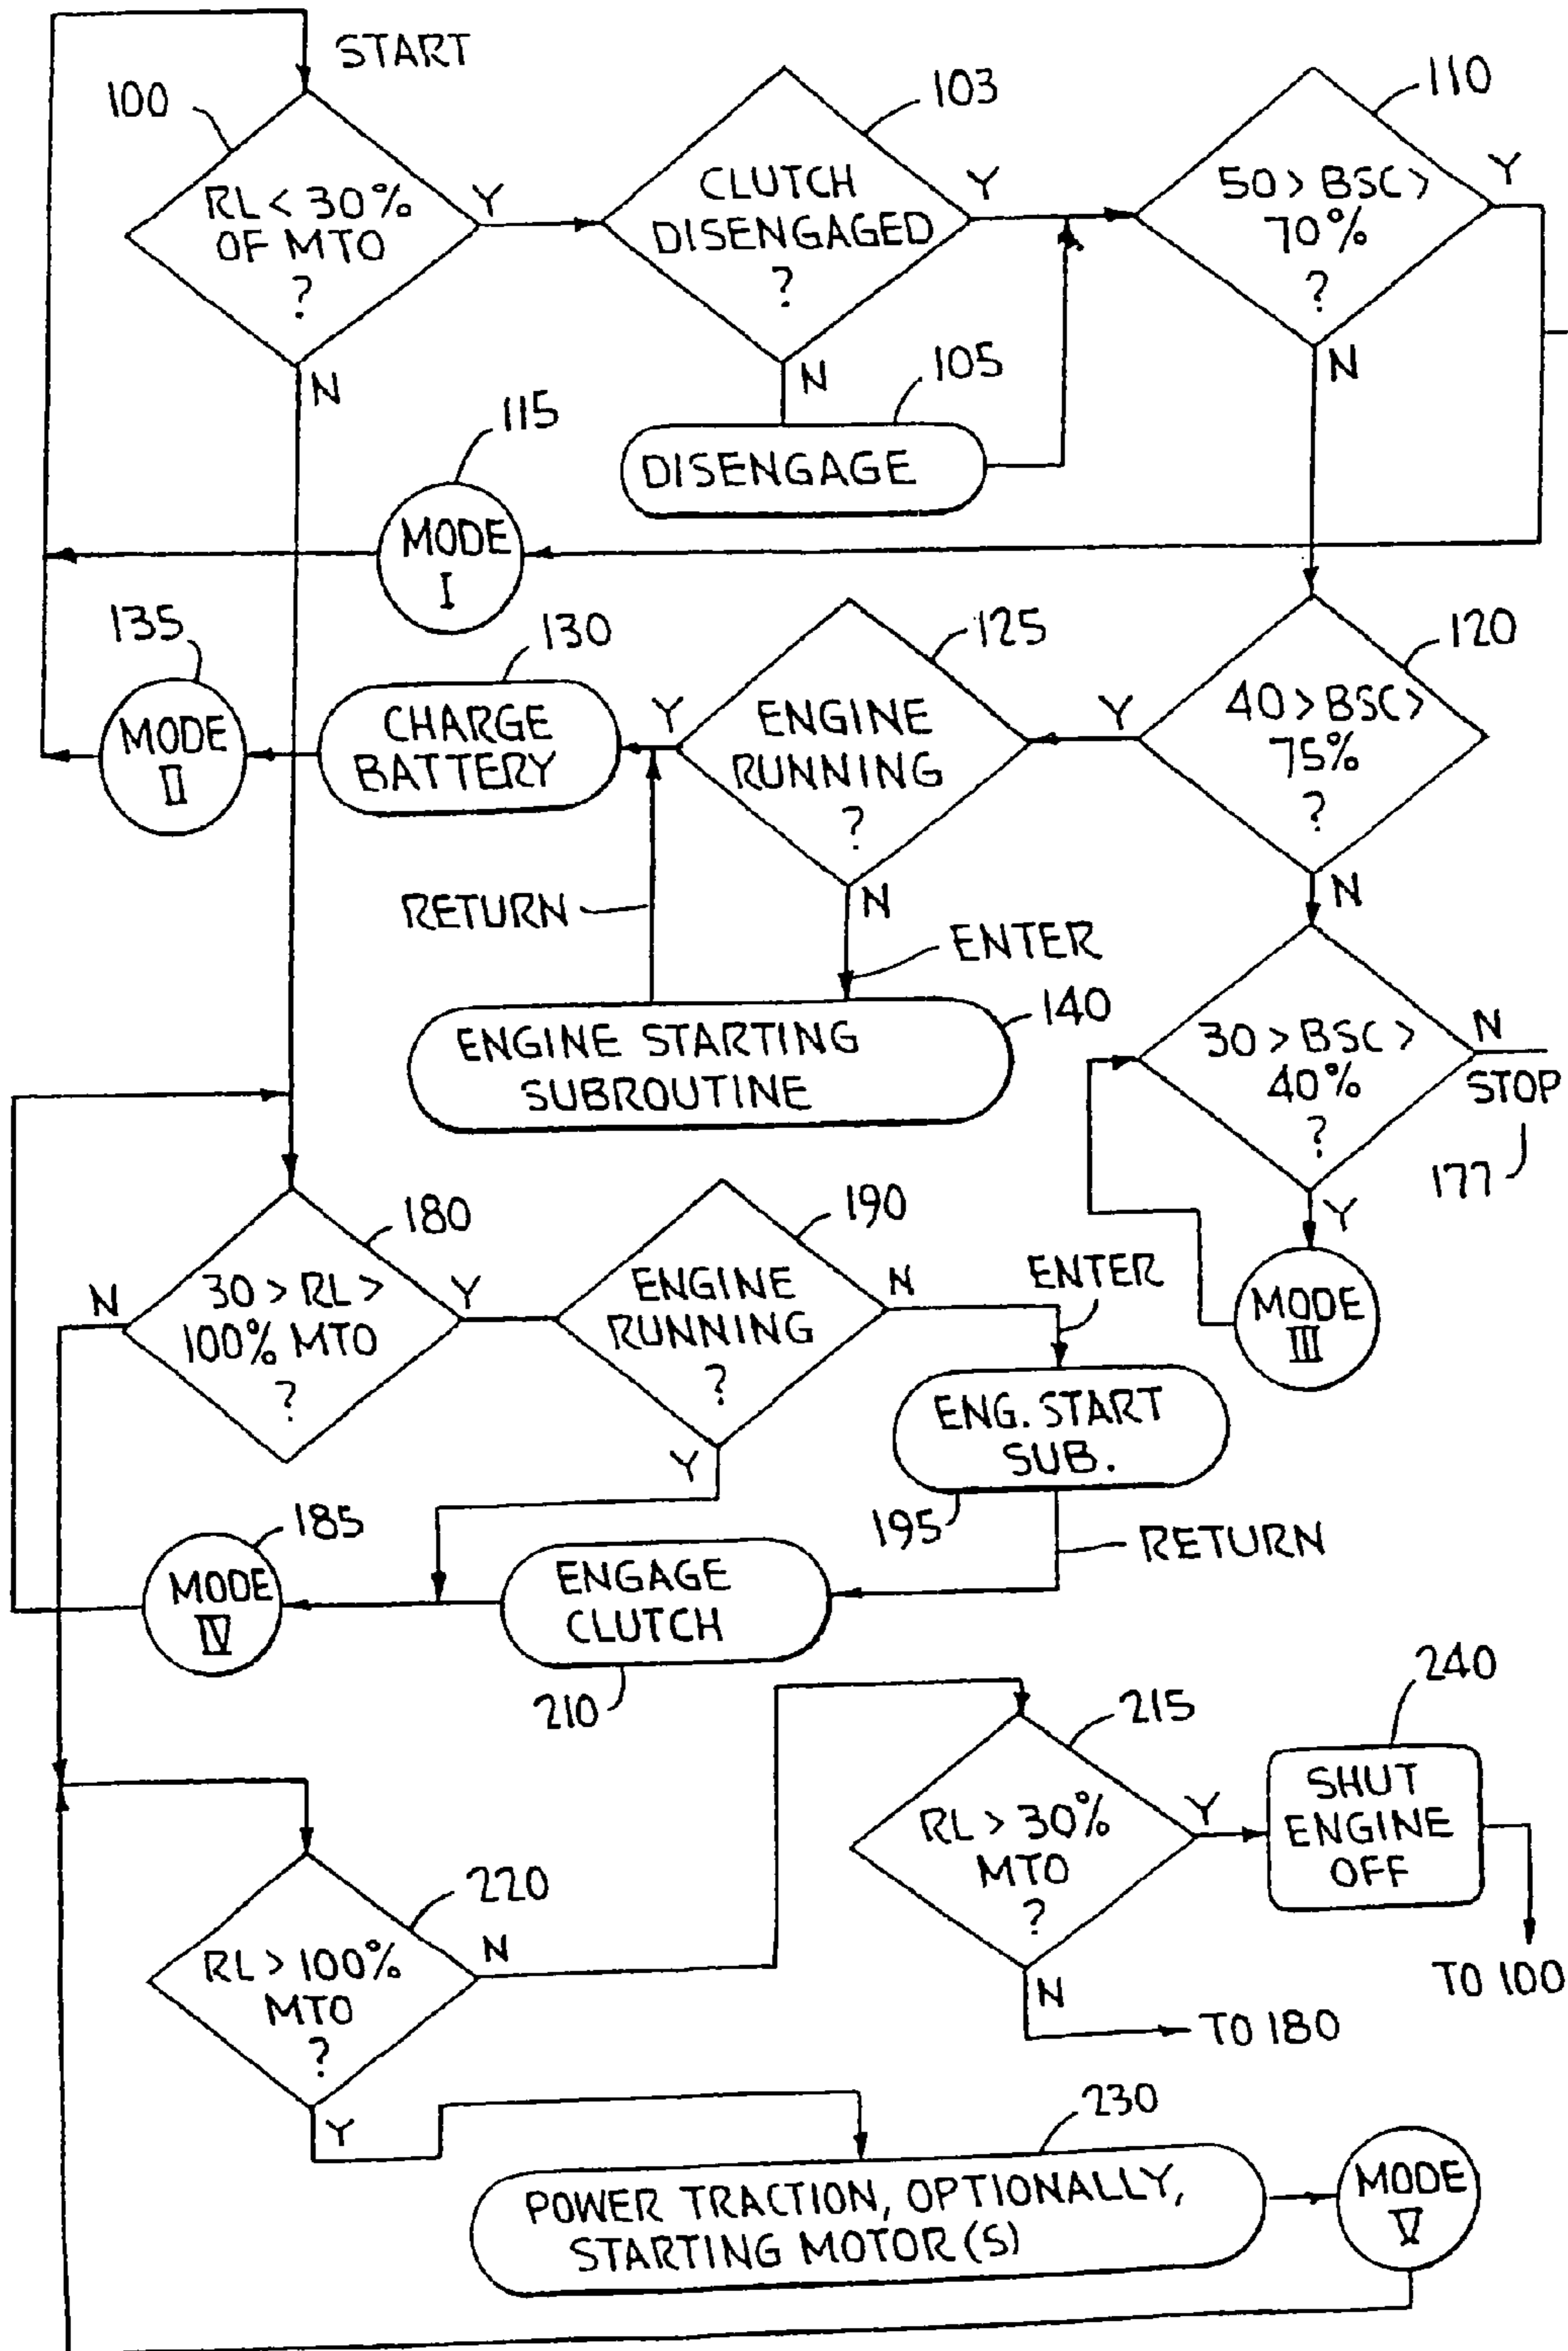 START
100
RL < 30%
OF MTO
?
Y
N
103
CLUTCH
DISENGAGED
?
Y
N
105
DISENGAGE
110
50 > BSC >
70%
?
Y
N
115
MODE
I
135
MODE
II
130
CHARGE
BATTERY
125
ENGINE
RUNNING
?
Y
N
120
40 > BSC >
75%
?
Y
N
RETURN
ENTER
140
ENGINE STARTING
SUBROUTINE
30 > BSC >
40%
?
N
STOP
177
Y
MODE
III
180
30 > RL >
100% MTO
?
N
Y
190
ENGINE
RUNNING
?
N
Y
ENTER
ENG. START
SUB.
195
RETURN
185
MODE
IV
ENGAGE
CLUTCH
210
215
RL > 30%
MTO
?
Y
N
TO 180
240
SHUT
ENGINE
OFF
TO 100
220
RL > 100%
MTO
?
N
Y
230
POWER TRACTION, OPTIONALLY,
STARTING MOTOR(S)
MODE
V